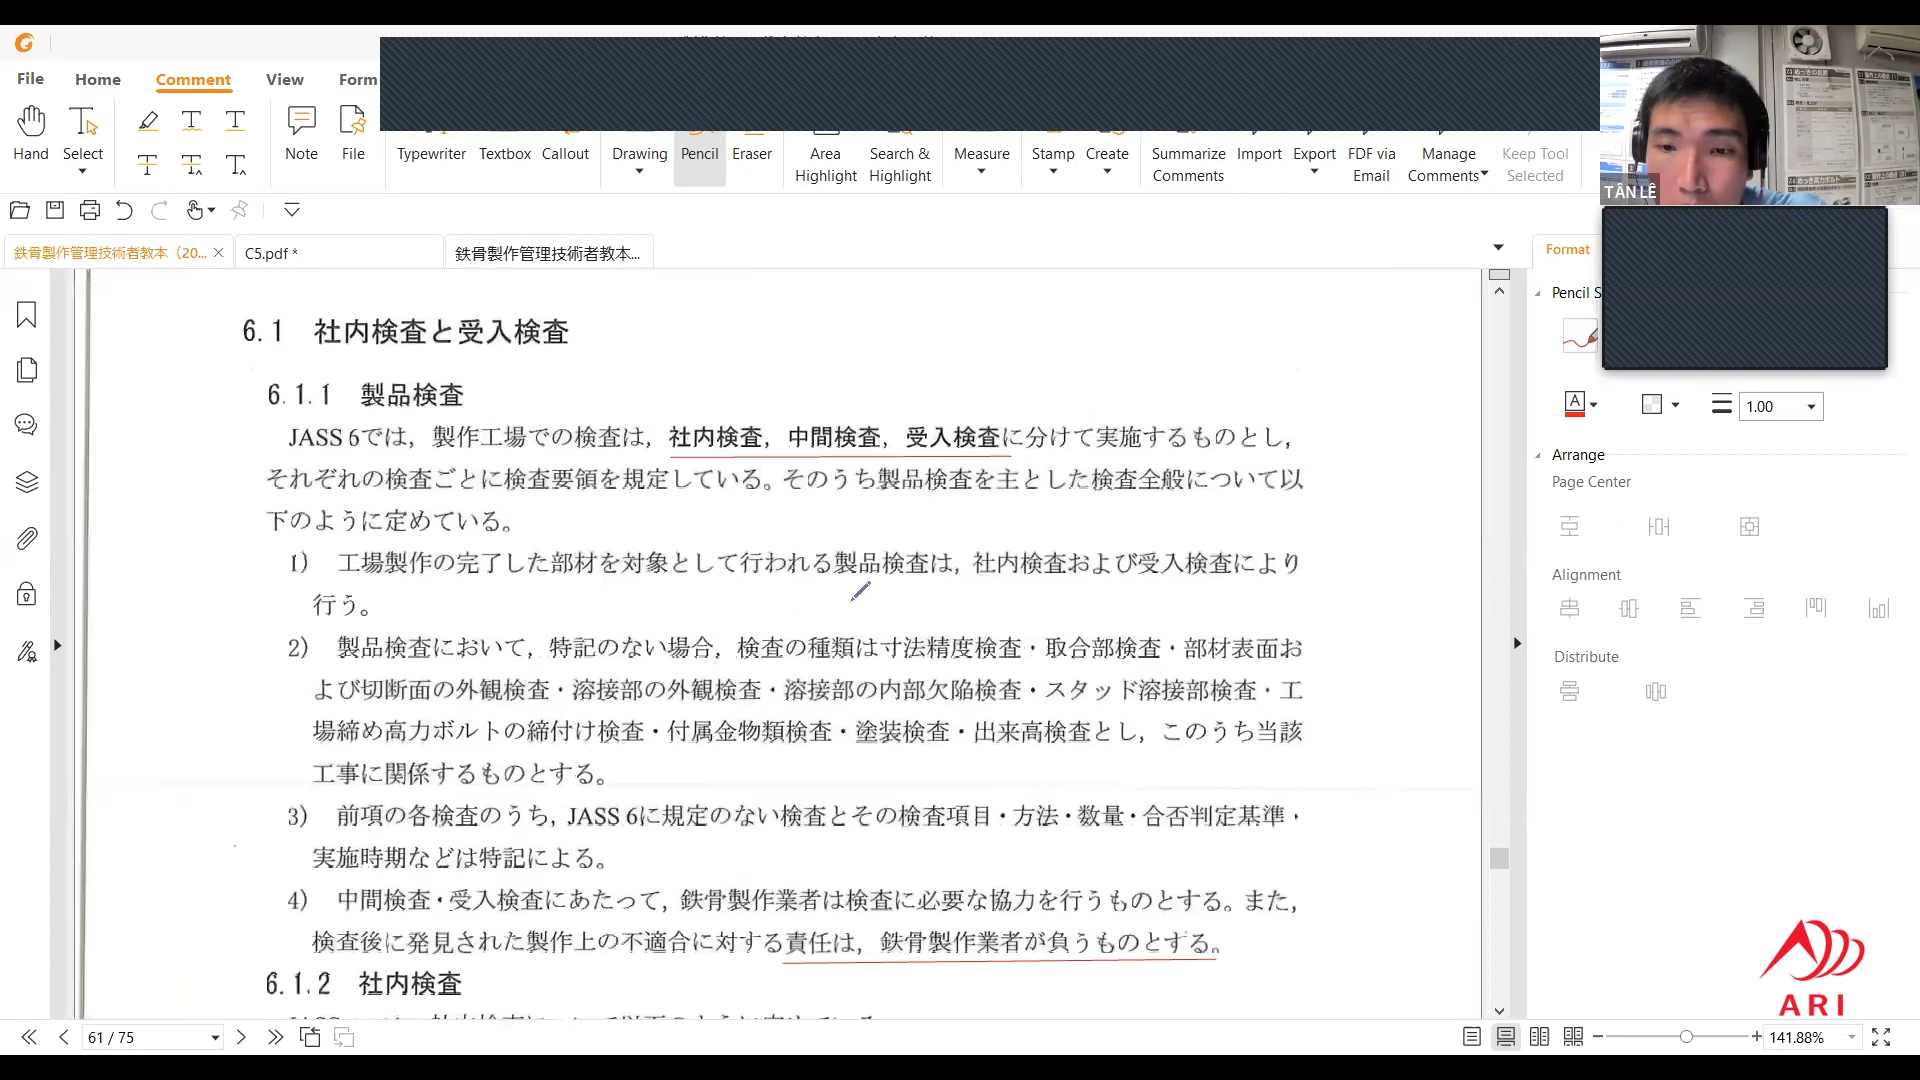 File Home Comment View Form
Hand Select Note File Typewriter Textbox Callout Drawing Pencil Eraser Area Highlight Search & Highlight Measure Stamp Create Summarize Comments Import Export FDF via Email Manage Comments Keep Tool Selected
TÂN LÊ
鉄骨製作管理技術者教本（20... C5.pdf * 鉄骨製作管理技術者教本...
Format
Pencil S
1.00
Arrange
Page Center
Alignment
Distribute
6.1 社内検査と受入検査
6.1.1 製品検査
JASS 6では，製作工場での検査は，社内検査，中間検査，受入検査に分けて実施するものとし，
それぞれの検査ごとに検査要領を規定している。そのうち製品検査を主とした検査全般について以
下のように定めている。
1) 工場製作の完了した部材を対象として行われる製品検査は，社内検査および受入検査により
行う。
2) 製品検査において，特記のない場合，検査の種類は寸法精度検査・取合部検査・部材表面お
よび切断面の外観検査・溶接部の外観検査・溶接部の内部欠陥検査・スタッド溶接部検査・工
場締め高力ボルトの締付け検査・付属金物類検査・塗装検査・出来高検査とし，このうち当該
工事に関係するものとする。
3) 前項の各検査のうち，JASS 6に規定のない検査とその検査項目・方法・数量・合否判定基準・
実施時期などは特記による。
4) 中間検査・受入検査にあたって，鉄骨製作業者は検査に必要な協力を行うものとする。また，
検査後に発見された製作上の不適合に対する責任は，鉄骨製作業者が負うものとする。
6.1.2 社内検査
ARI
61 / 75
141.88%